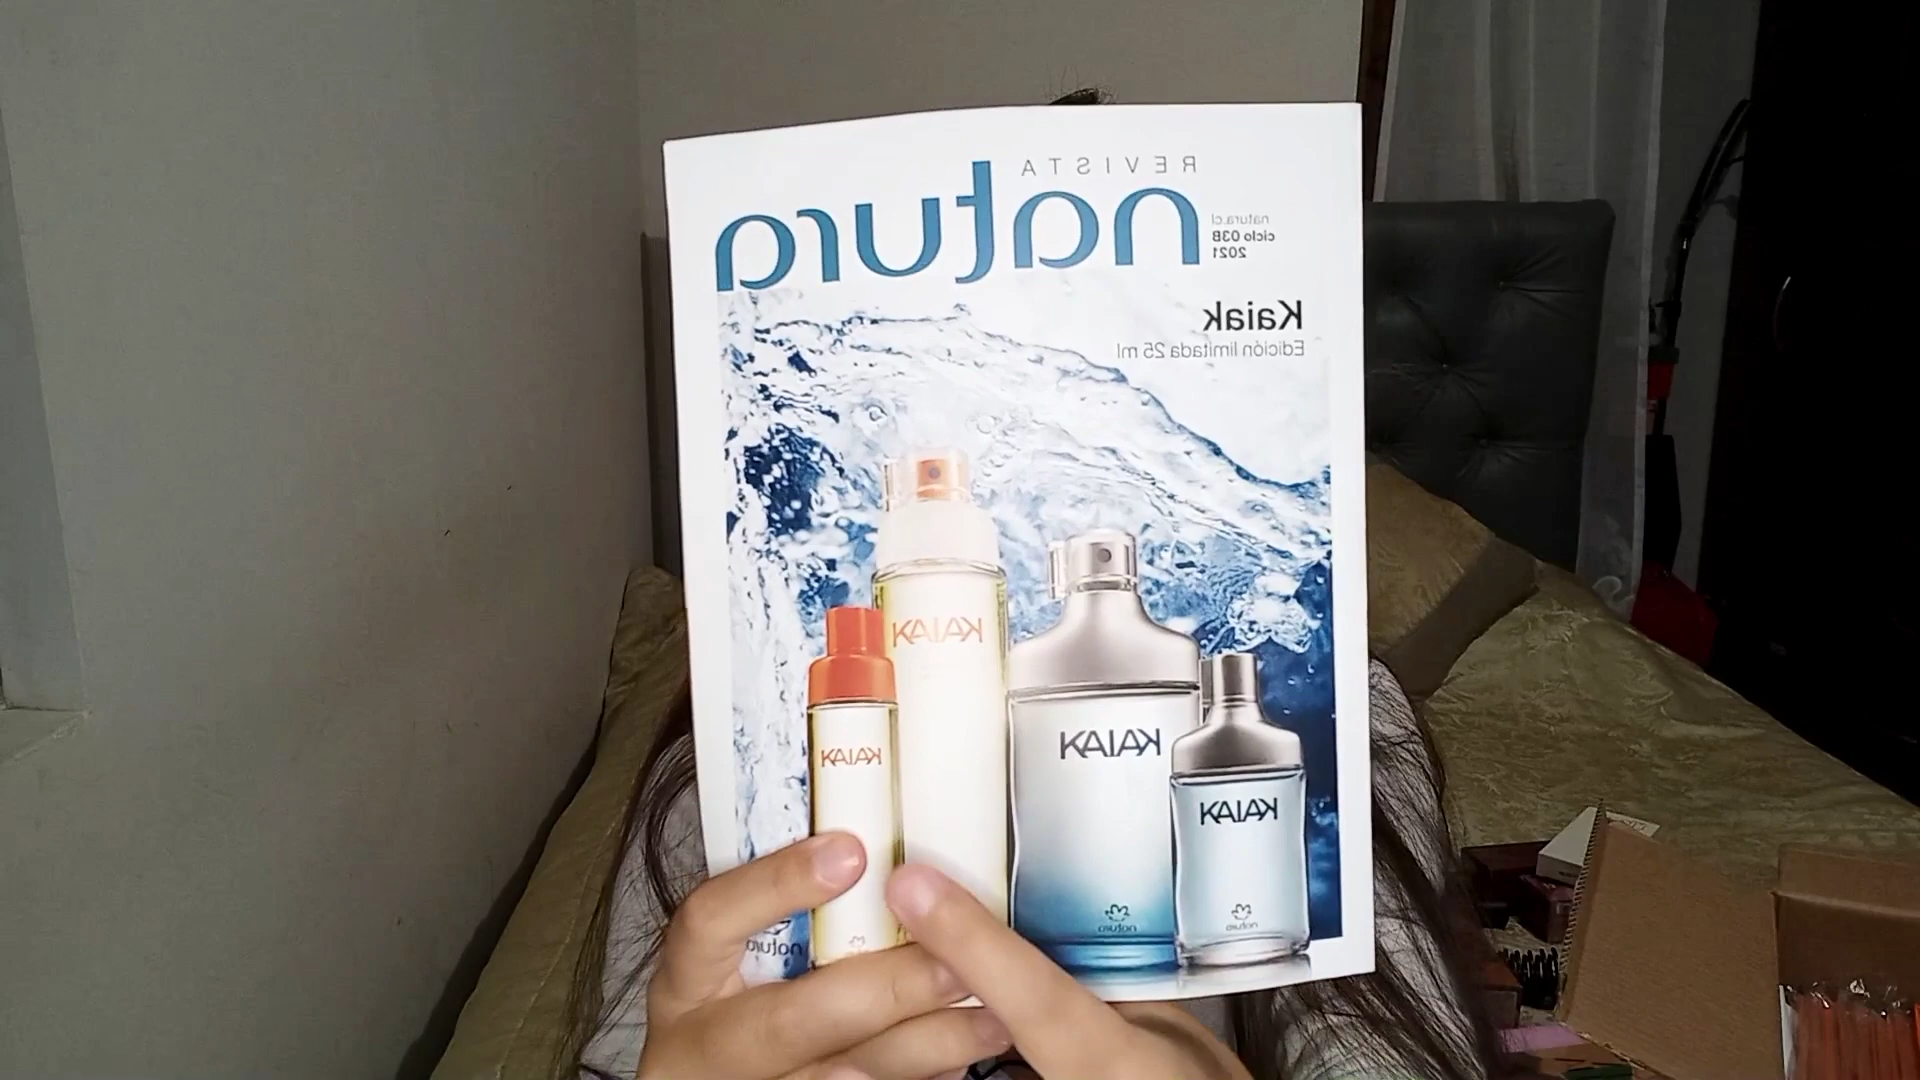 REVISTA
natura
natura.cl
ciclo 03B
2021
Kaiak
Edición limitada 25 ml
KAIAK
KAIAK
KAIAK
KAIAK
natura
natura
natura